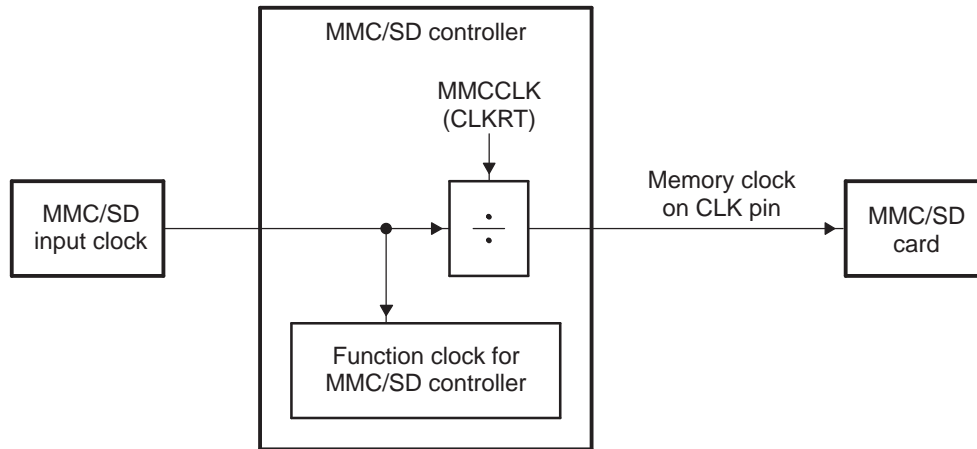 MMC/SD controller
MMCCLK
(CLKRT)
MMC/SD
input clock
Memory clock
on CLK pin
MMC/SD
card
Function clock for
MMC/SD controller